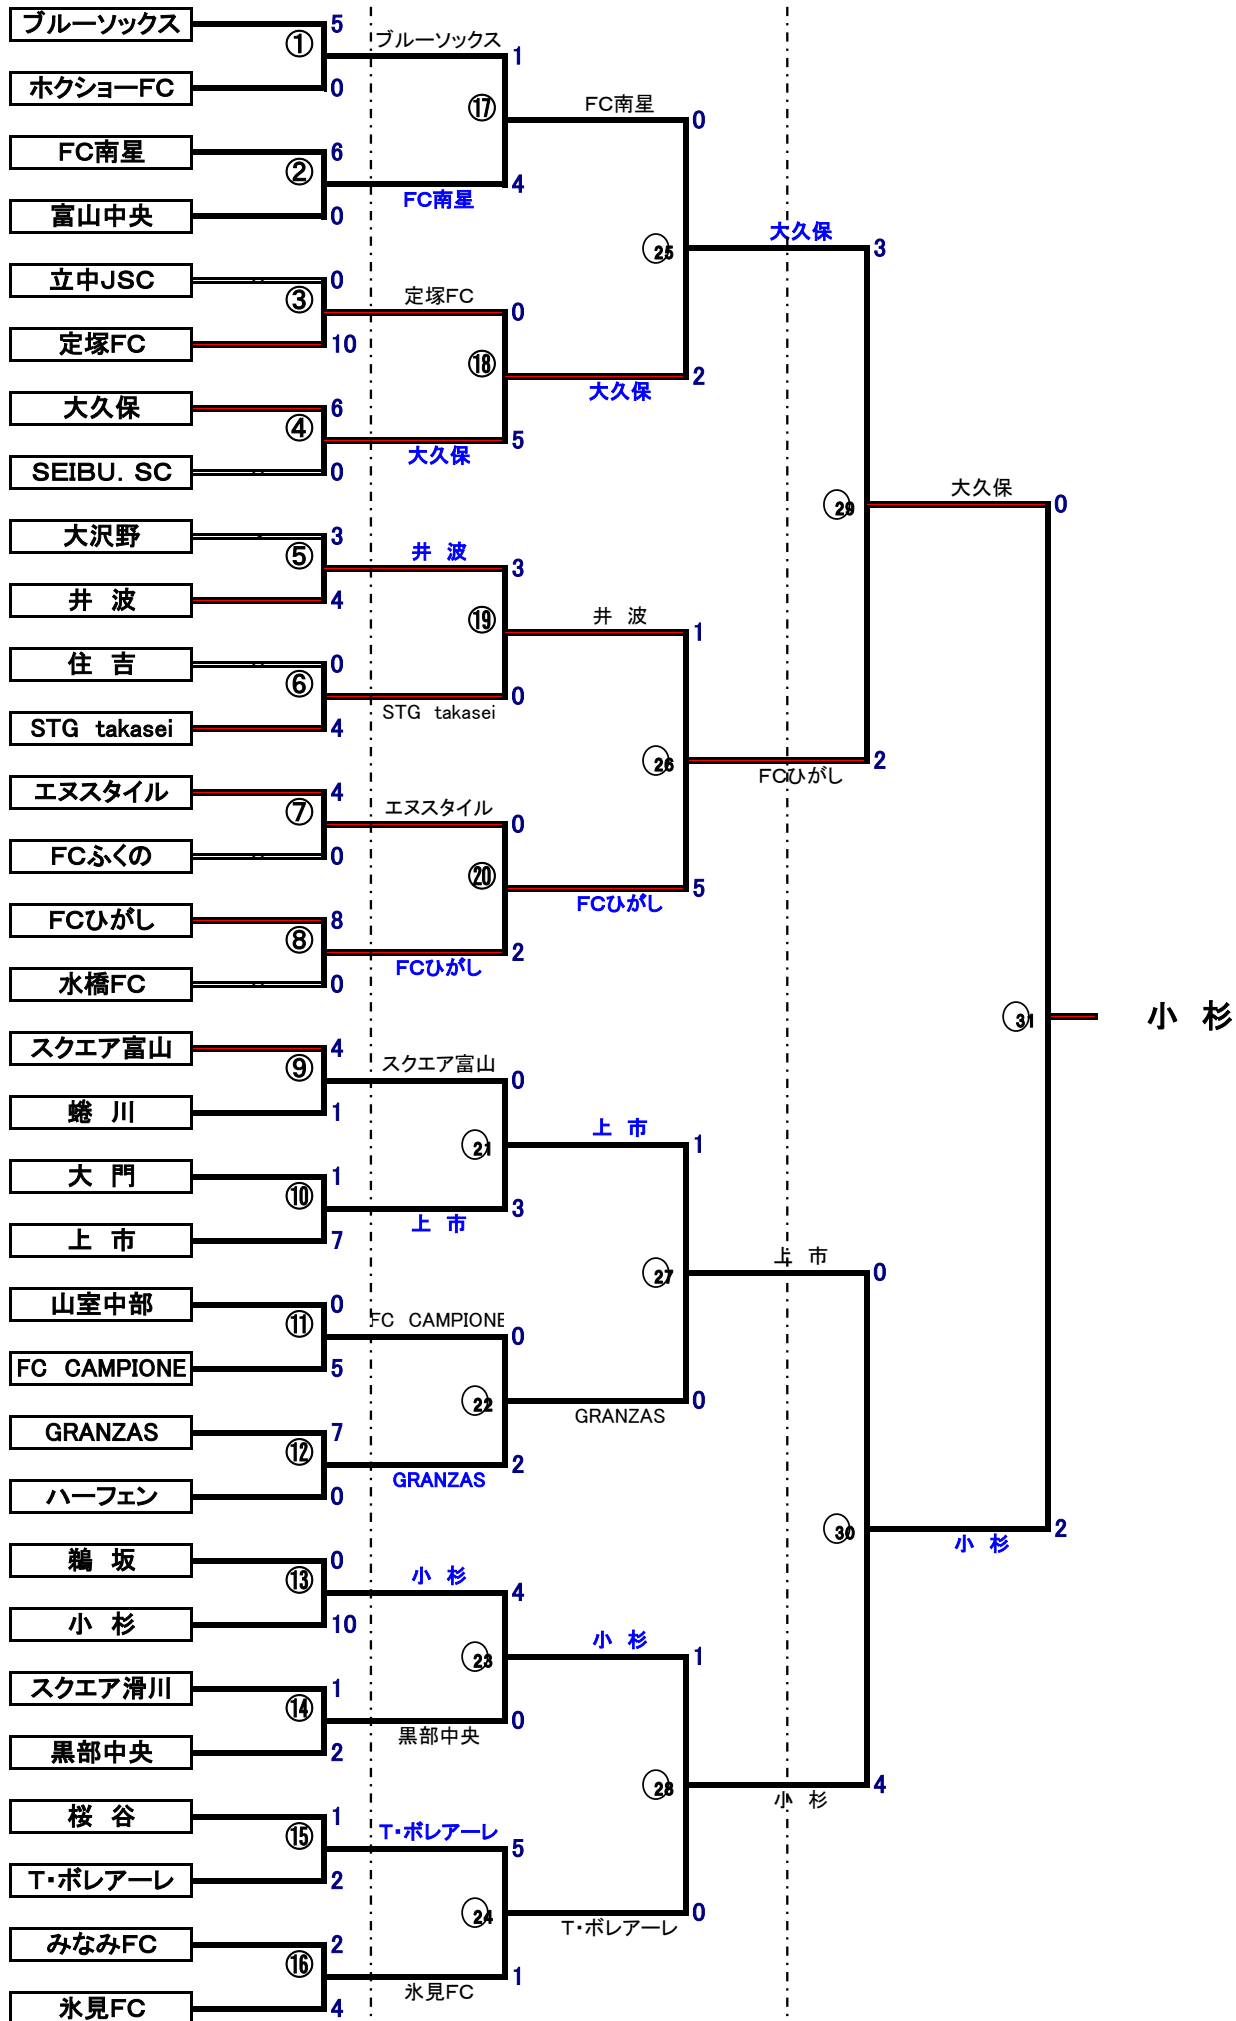 ブルーソックス 5
① ブルーソックス 1
ホクショーFC 0
⑰ FC南星 0
FC南星 6
② FC南星 4
富山中央 0
㉕ 大久保 3
立中JSC 0
③ 定塚FC 0
定塚FC 10
⑱ 大久保 2
大久保 6
④ 大久保 5
SEIBU. SC 0
㉙ 大久保 0
大沢野 3
⑤ 井 波 3
井 波 4
⑲ 井 波 1
住 吉 0
⑥ STG takasei 0
STG takasei 4
㉖ FCひがし 2
エヌスタイル 4
⑦ エヌスタイル 0
FCふくの 0
⑳ FCひがし 5
FCひがし 8
⑧ FCひがし 2
水橋FC 0
㉛ 小 杉
スクエア富山 4
⑨ スクエア富山 0
蜷 川 1
㉑ 上 市 1
大 門 1
⑩ 上 市 3
上 市 7
㉗ 上 市 0
山室中部 0
⑪ FC CAMPIONE 0
FC CAMPIONE 5
㉒ GRANZAS 0
GRANZAS 7
⑫ GRANZAS 2
ハーフェン 0
㉚ 小 杉 2
鵜 坂 0
⑬ 小 杉 4
小 杉 10
㉓ 小 杉 1
スクエア滑川 1
⑭ 黒部中央 0
黒部中央 2
㉘ 小 杉 4
桜 谷 1
⑮ T・ボレアーレ 5
T・ボレアーレ 2
㉔ T・ボレアーレ 0
みなみFC 2
⑯ 氷見FC 1
氷見FC 4